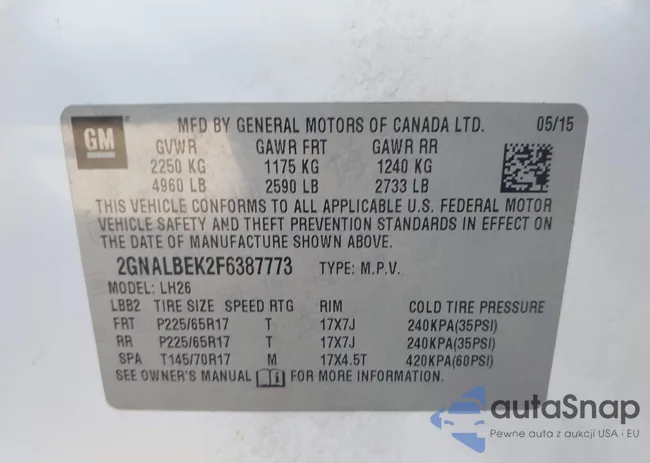 GM
MFD BY GENERAL MOTORS OF CANADA LTD. 05/15
GVWR GAWR FRT GAWR RR
2250 KG 1175 KG 1240 KG
4960 LB 2590 LB 2733 LB
THIS VEHICLE CONFORMS TO ALL APPLICABLE U.S. FEDERAL MOTOR
VEHICLE SAFETY AND THEFT PREVENTION STANDARDS IN EFFECT ON
THE DATE OF MANUFACTURE SHOWN ABOVE.
2GNALBEK2F6387773 TYPE: M.P.V.
MODEL: LH26
LBB2 TIRE SIZE SPEED RTG RIM COLD TIRE PRESSURE
FRT P225/65R17 T 17X7J 240KPA(35PSI)
RR P225/65R17 T 17X7J 240KPA(35PSI)
SPA T145/70R17 M 17X4.5T 420KPA(60PSI)
SEE OWNER'S MANUAL FOR MORE INFORMATION.
autaSnap
Pewne auta z aukcji USA i EU